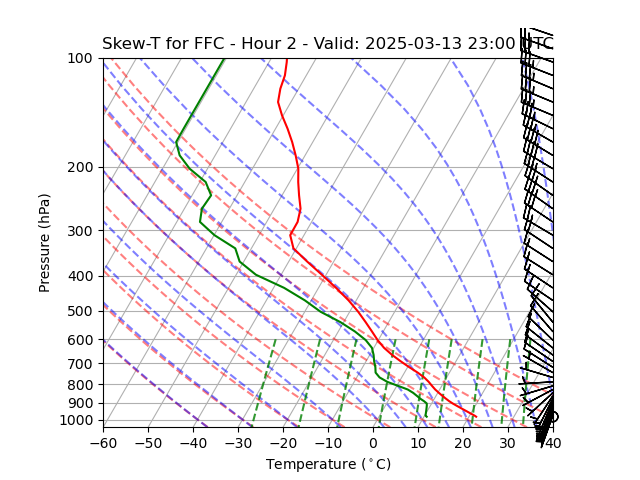 Skew-T for FFC - Hour 2 - Valid: 2025-03-13 23:00 UTC
100
200
300
400
500
600
700
800
900
1000
Pressure (hPa)
−60 −50 −40 −30 −20 −10 0 10 20 30 40
Temperature (°C)